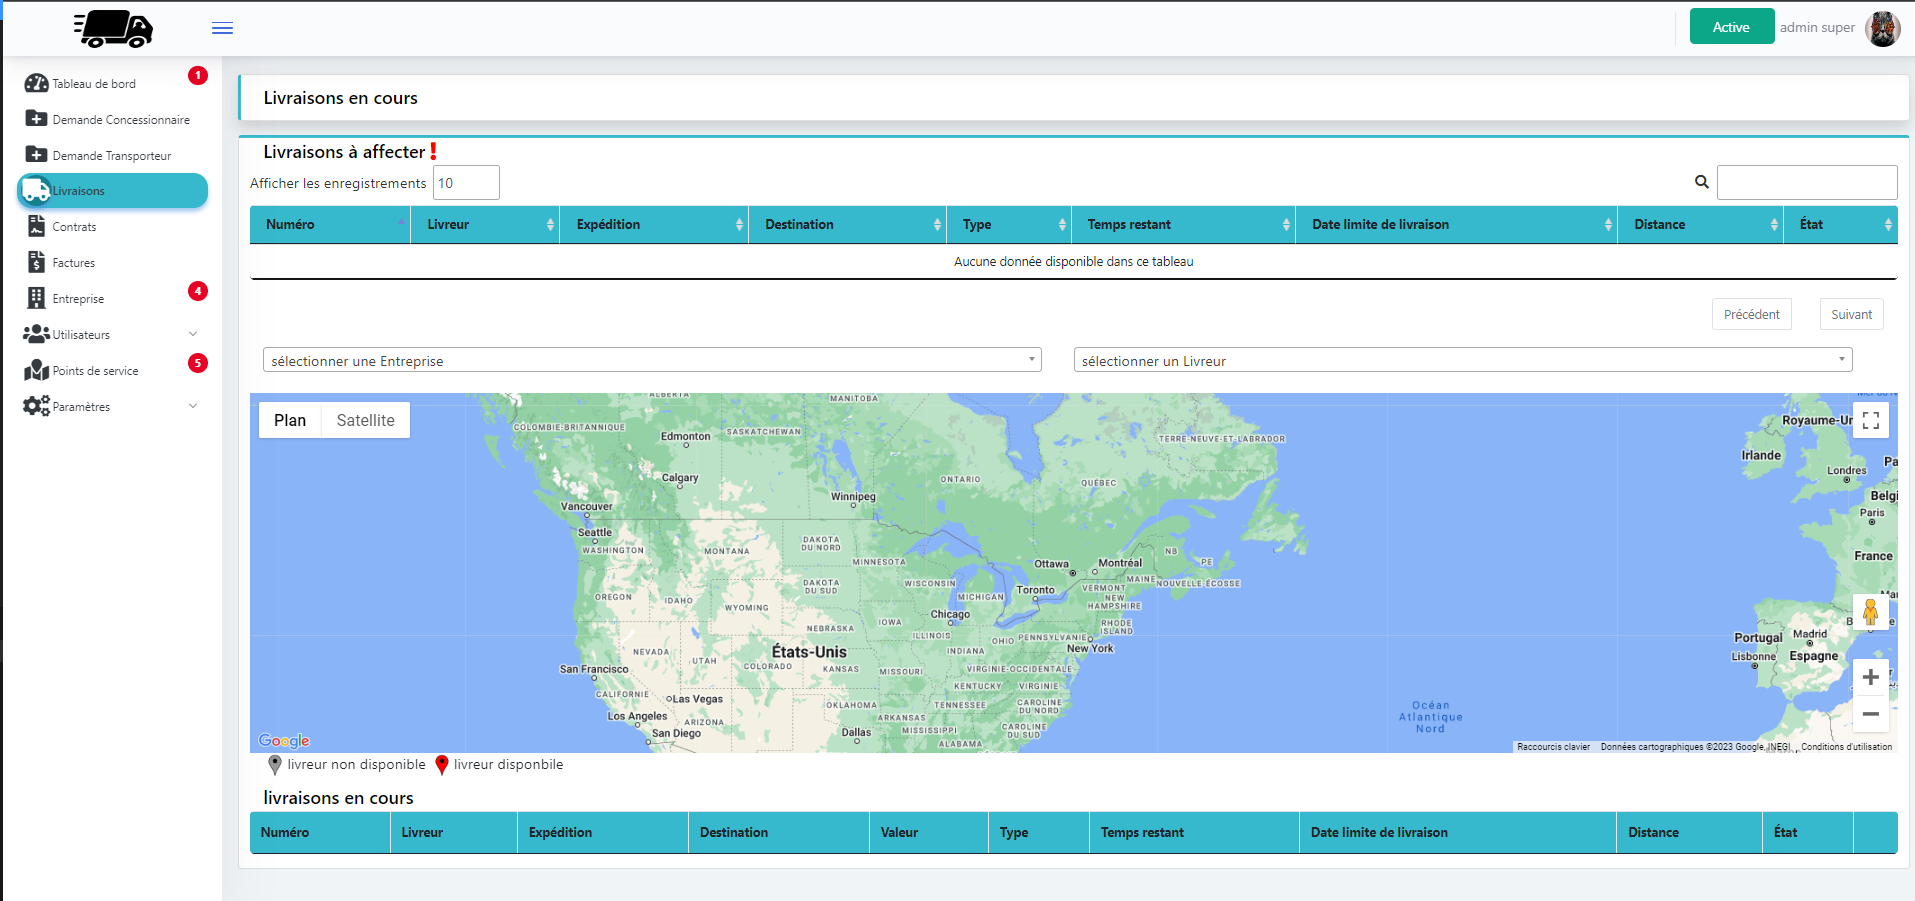 Active admin super
Tableau de bord 1
Demande Concessionnaire
Demande Transporteur
Livraisons
Contrats
Factures
Entreprise 4
Utilisateurs
Points de service 5
Paramètres
Livraisons en cours
Livraisons à affecter
Afficher les enregistrements 10
Numéro Livreur Expédition Destination Type Temps restant Date limite de livraison Distance État
Aucune donnée disponible dans ce tableau
Précédent Suivant
sélectionner une Entreprise sélectionner un Livreur
Plan Satellite
ALBERTA
MANITOBA
COLOMBIE-BRITANNIQUE
Edmonton
SASKATCHEWAN
TERRE-NEUVE-ET-LABRADOR
Royaume-Un
Irlande
Londres
Pa
Calgary
ONTARIO
QUÉBEC
Winnipeg
Belgi
Vancouver
Paris
Seattle
WASHINGTON
MONTANA
DAKOTA
DU NORD
MINNESOTA
Ottawa
Montréal
NB
PE
France
DAKOTA
DU SUD
WISCONSIN
MAINE
NOUVELLE-ÉCOSSE
VERMONT
Toronto
OREGON
IDAHO
WYOMING
MICHIGAN
NEW
HAMPSHIRE
Chicago
NEBRASKA
IOWA
ILLINOIS
RHODE
ISLAND
OHIO
PENNSYLVANIE
New York
Portugal
Madrid
Lisbonne
Espagne
NEVADA
UTAH
États-Unis
INDIANA
San Francisco
COLORADO
KANSAS
MISSOURI
VIRGINIE-OCCIDENTALE
KENTUCKY
VIRGINIE
CALIFORNIE
Las Vegas
OKLAHOMA
TENNESSEE
CAROLINE
DU NORD
Los Angeles
ARIZONA
ARKANSAS
MISSISSIPPI
CAROLINE
DU SUD
San Diego
Dallas
ALABAMA
Océan
Atlantique
Nord
Google
Raccourcis clavier Données cartographiques ©2023 Google, INEGI Conditions d'utilisation
livreur non disponible livreur disponbile
livraisons en cours
Numéro Livreur Expédition Destination Valeur Type Temps restant Date limite de livraison Distance État